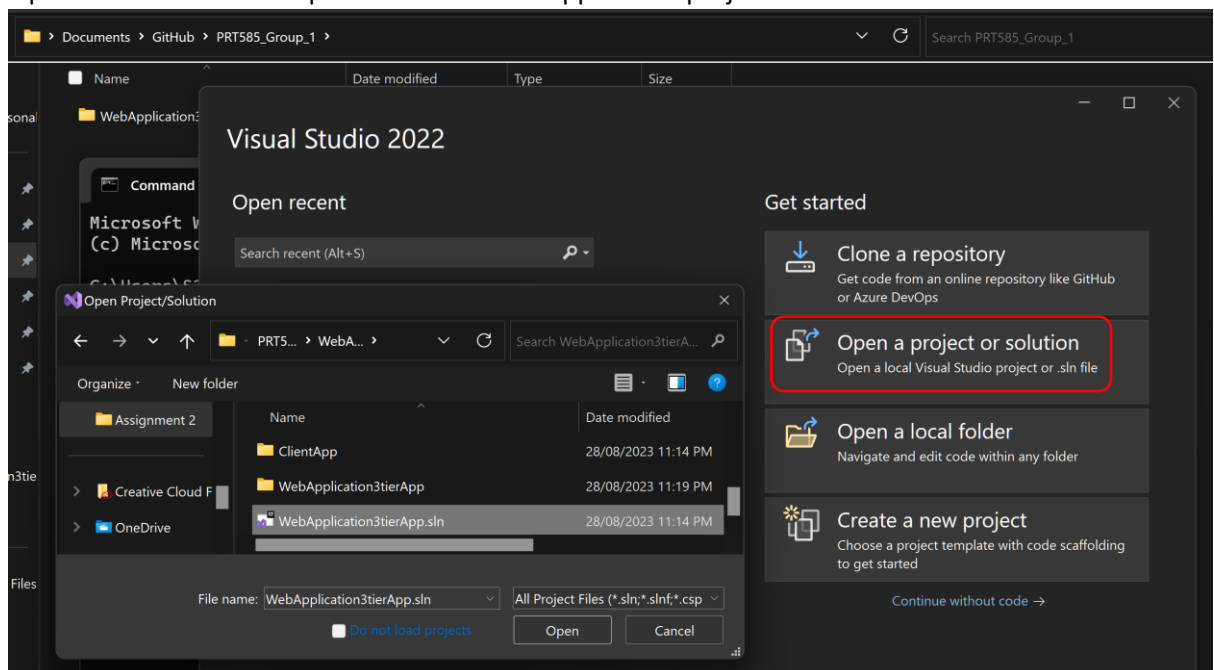 Documents > GitHub > PRT585_Group_1 >
Search PRT585_Group_1
Name Date modified Type Size
WebApplication3
Visual Studio 2022
Command
Open recent
Get started
Microsoft W
(c) Microsc
Search recent (Alt+S)
Clone a repository
Get code from an online repository like GitHub
or Azure DevOps
Open Project/Solution
PRT5... > WebA... >
Search WebApplication3tierA...
Open a project or solution
Open a local Visual Studio project or .sln file
Organize
New folder
Assignment 2
Name
Date modified
ClientApp
28/08/2023 11:14 PM
Open a local folder
Navigate and edit code within any folder
n3tie
Creative Cloud F
WebApplication3tierApp
28/08/2023 11:19 PM
OneDrive
WebApplication3tierApp.sln
28/08/2023 11:14 PM
Create a new project
Choose a project template with code scaffolding
to get started
Files
File name: WebApplication3tierApp.sln
All Project Files (*.sln;*.slnf;*.csp
Continue without code →
Do not load projects
Open
Cancel